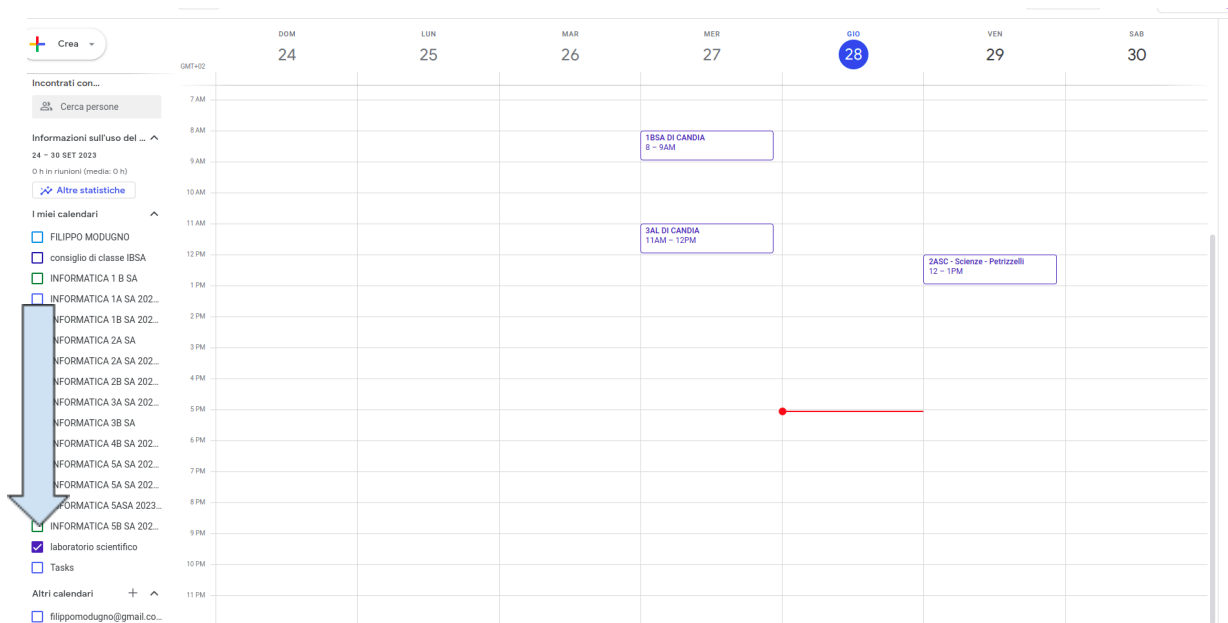 Crea
DOM LUN MAR MER GIO VEN SAB
24 25 26 27 28 29 30
GMT+02
Incontrati con...
Cerca persone
Informazioni sull'uso del ...
24 – 30 SET 2023
0 h in riunioni (media: 0 h)
Altre statistiche
I miei calendari
FILIPPO MODUGNO
consiglio di classe IBSA
INFORMATICA 1 B SA
INFORMATICA 1A SA 202...
NFORMATICA 1B SA 202...
NFORMATICA 2A SA
NFORMATICA 2A SA 202...
NFORMATICA 2B SA 202...
NFORMATICA 3A SA 202...
NFORMATICA 3B SA
NFORMATICA 4B SA 202...
NFORMATICA 5A SA 202...
NFORMATICA 5A SA 202...
FORMATICA 5ASA 2023...
INFORMATICA 5B SA 202...
laboratorio scientifico
Tasks
Altri calendari
filippomodugno@gmail.co...
7 AM
8 AM
9 AM
10 AM
11 AM
12 PM
1 PM
2 PM
3 PM
4 PM
5 PM
6 PM
7 PM
8 PM
9 PM
10 PM
11 PM
1BSA DI CANDIA
8 – 9AM
3AL DI CANDIA
11AM – 12PM
2ASC - Scienze - Petrizzelli
12 – 1PM